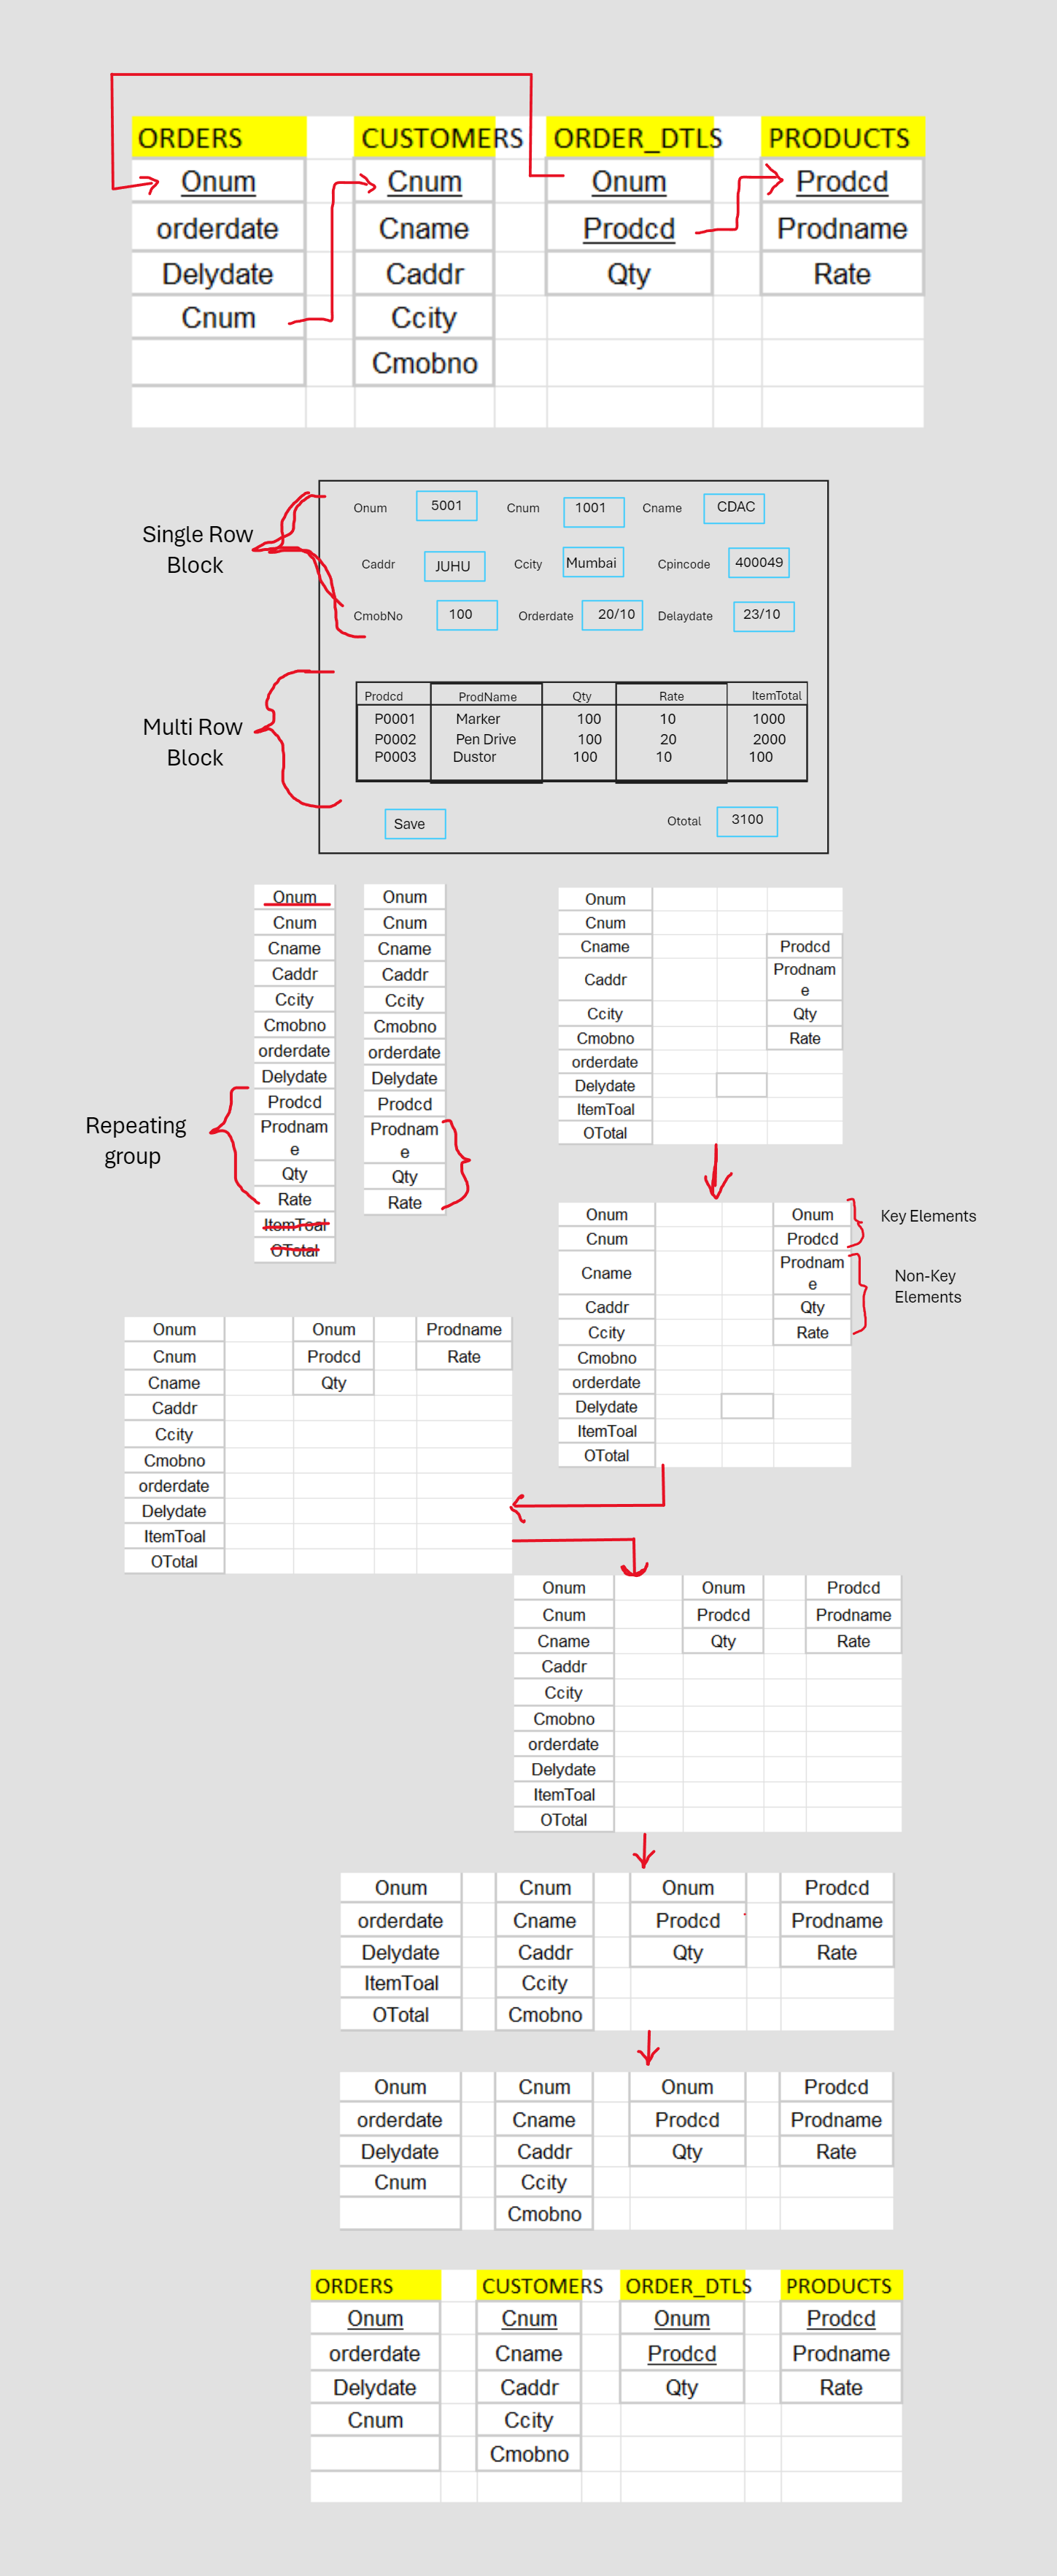 ORDERS CUSTOMERS ORDER_DTLS PRODUCTS
Onum Cnum Onum Prodcd
orderdate Cname Prodcd Prodname
Delydate Caddr Qty Rate
Cnum Ccity
Cmobno
Single Row
Block
Onum 5001 Cnum 1001 Cname CDAC
Caddr JUHU Ccity Mumbai Cpincode 400049
CmobNo 100 Orderdate 20/10 Delaydate 23/10
Multi Row
Block
Prodcd ProdName Qty Rate ItemTotal
P0001 Marker 100 10 1000
P0002 Pen Drive 100 20 2000
P0003 Dustor 100 10 100
Save Ototal 3100
Onum
Cnum
Cname
Caddr
Ccity
Cmobno
orderdate
Delydate
Prodcd
Prodnam
e
Qty
Rate
ItemToal
OTotal
Repeating
group
Onum
Cnum
Cname
Caddr
Ccity
Cmobno
orderdate
Delydate
Prodcd
Prodnam
e
Qty
Rate
Onum
Cnum
Cname Prodcd
Caddr Prodnam
e
Ccity Qty
Cmobno Rate
orderdate
Delydate
ItemToal
OTotal
Onum Onum
Cnum Prodcd
Key Elements
Cname Prodnam
e
Caddr Qty
Ccity Rate
Non-Key
Elements
Cmobno
orderdate
Delydate
ItemToal
OTotal
Onum Onum Prodname
Cnum Prodcd Rate
Cname Qty
Caddr
Ccity
Cmobno
orderdate
Delydate
ItemToal
OTotal
Onum Onum Prodcd
Cnum Prodcd Prodname
Cname Qty Rate
Caddr
Ccity
Cmobno
orderdate
Delydate
ItemToal
OTotal
Onum Cnum Onum Prodcd
orderdate Cname Prodcd Prodname
Delydate Caddr Qty Rate
ItemToal Ccity
OTotal Cmobno
Onum Cnum Onum Prodcd
orderdate Cname Prodcd Prodname
Delydate Caddr Qty Rate
Cnum Ccity
Cmobno
ORDERS CUSTOMERS ORDER_DTLS PRODUCTS
Onum Cnum Onum Prodcd
orderdate Cname Prodcd Prodname
Delydate Caddr Qty Rate
Cnum Ccity
Cmobno